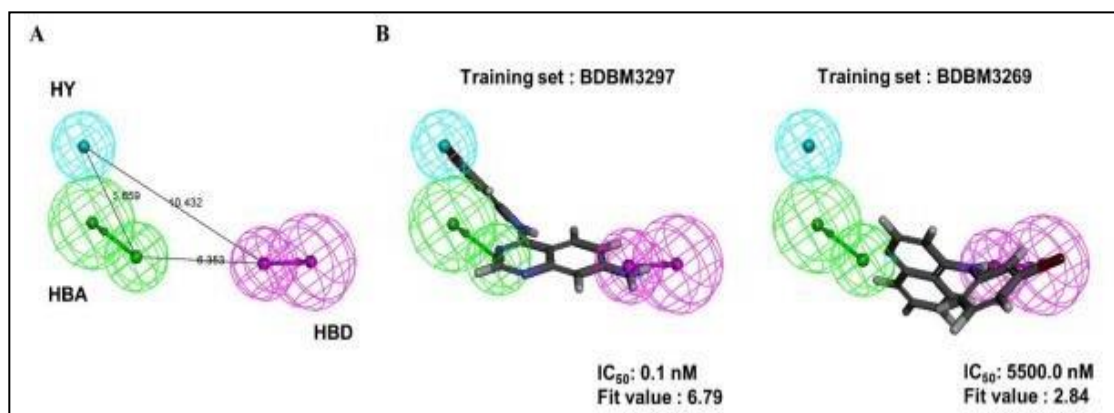 A
B
Training set : BDBM3297
Training set : BDBM3269
HY
5.659
10.432
6.353
HBA
HBD
IC₅₀: 0.1 nM
Fit value : 6.79
IC₅₀: 5500.0 nM
Fit value : 2.84